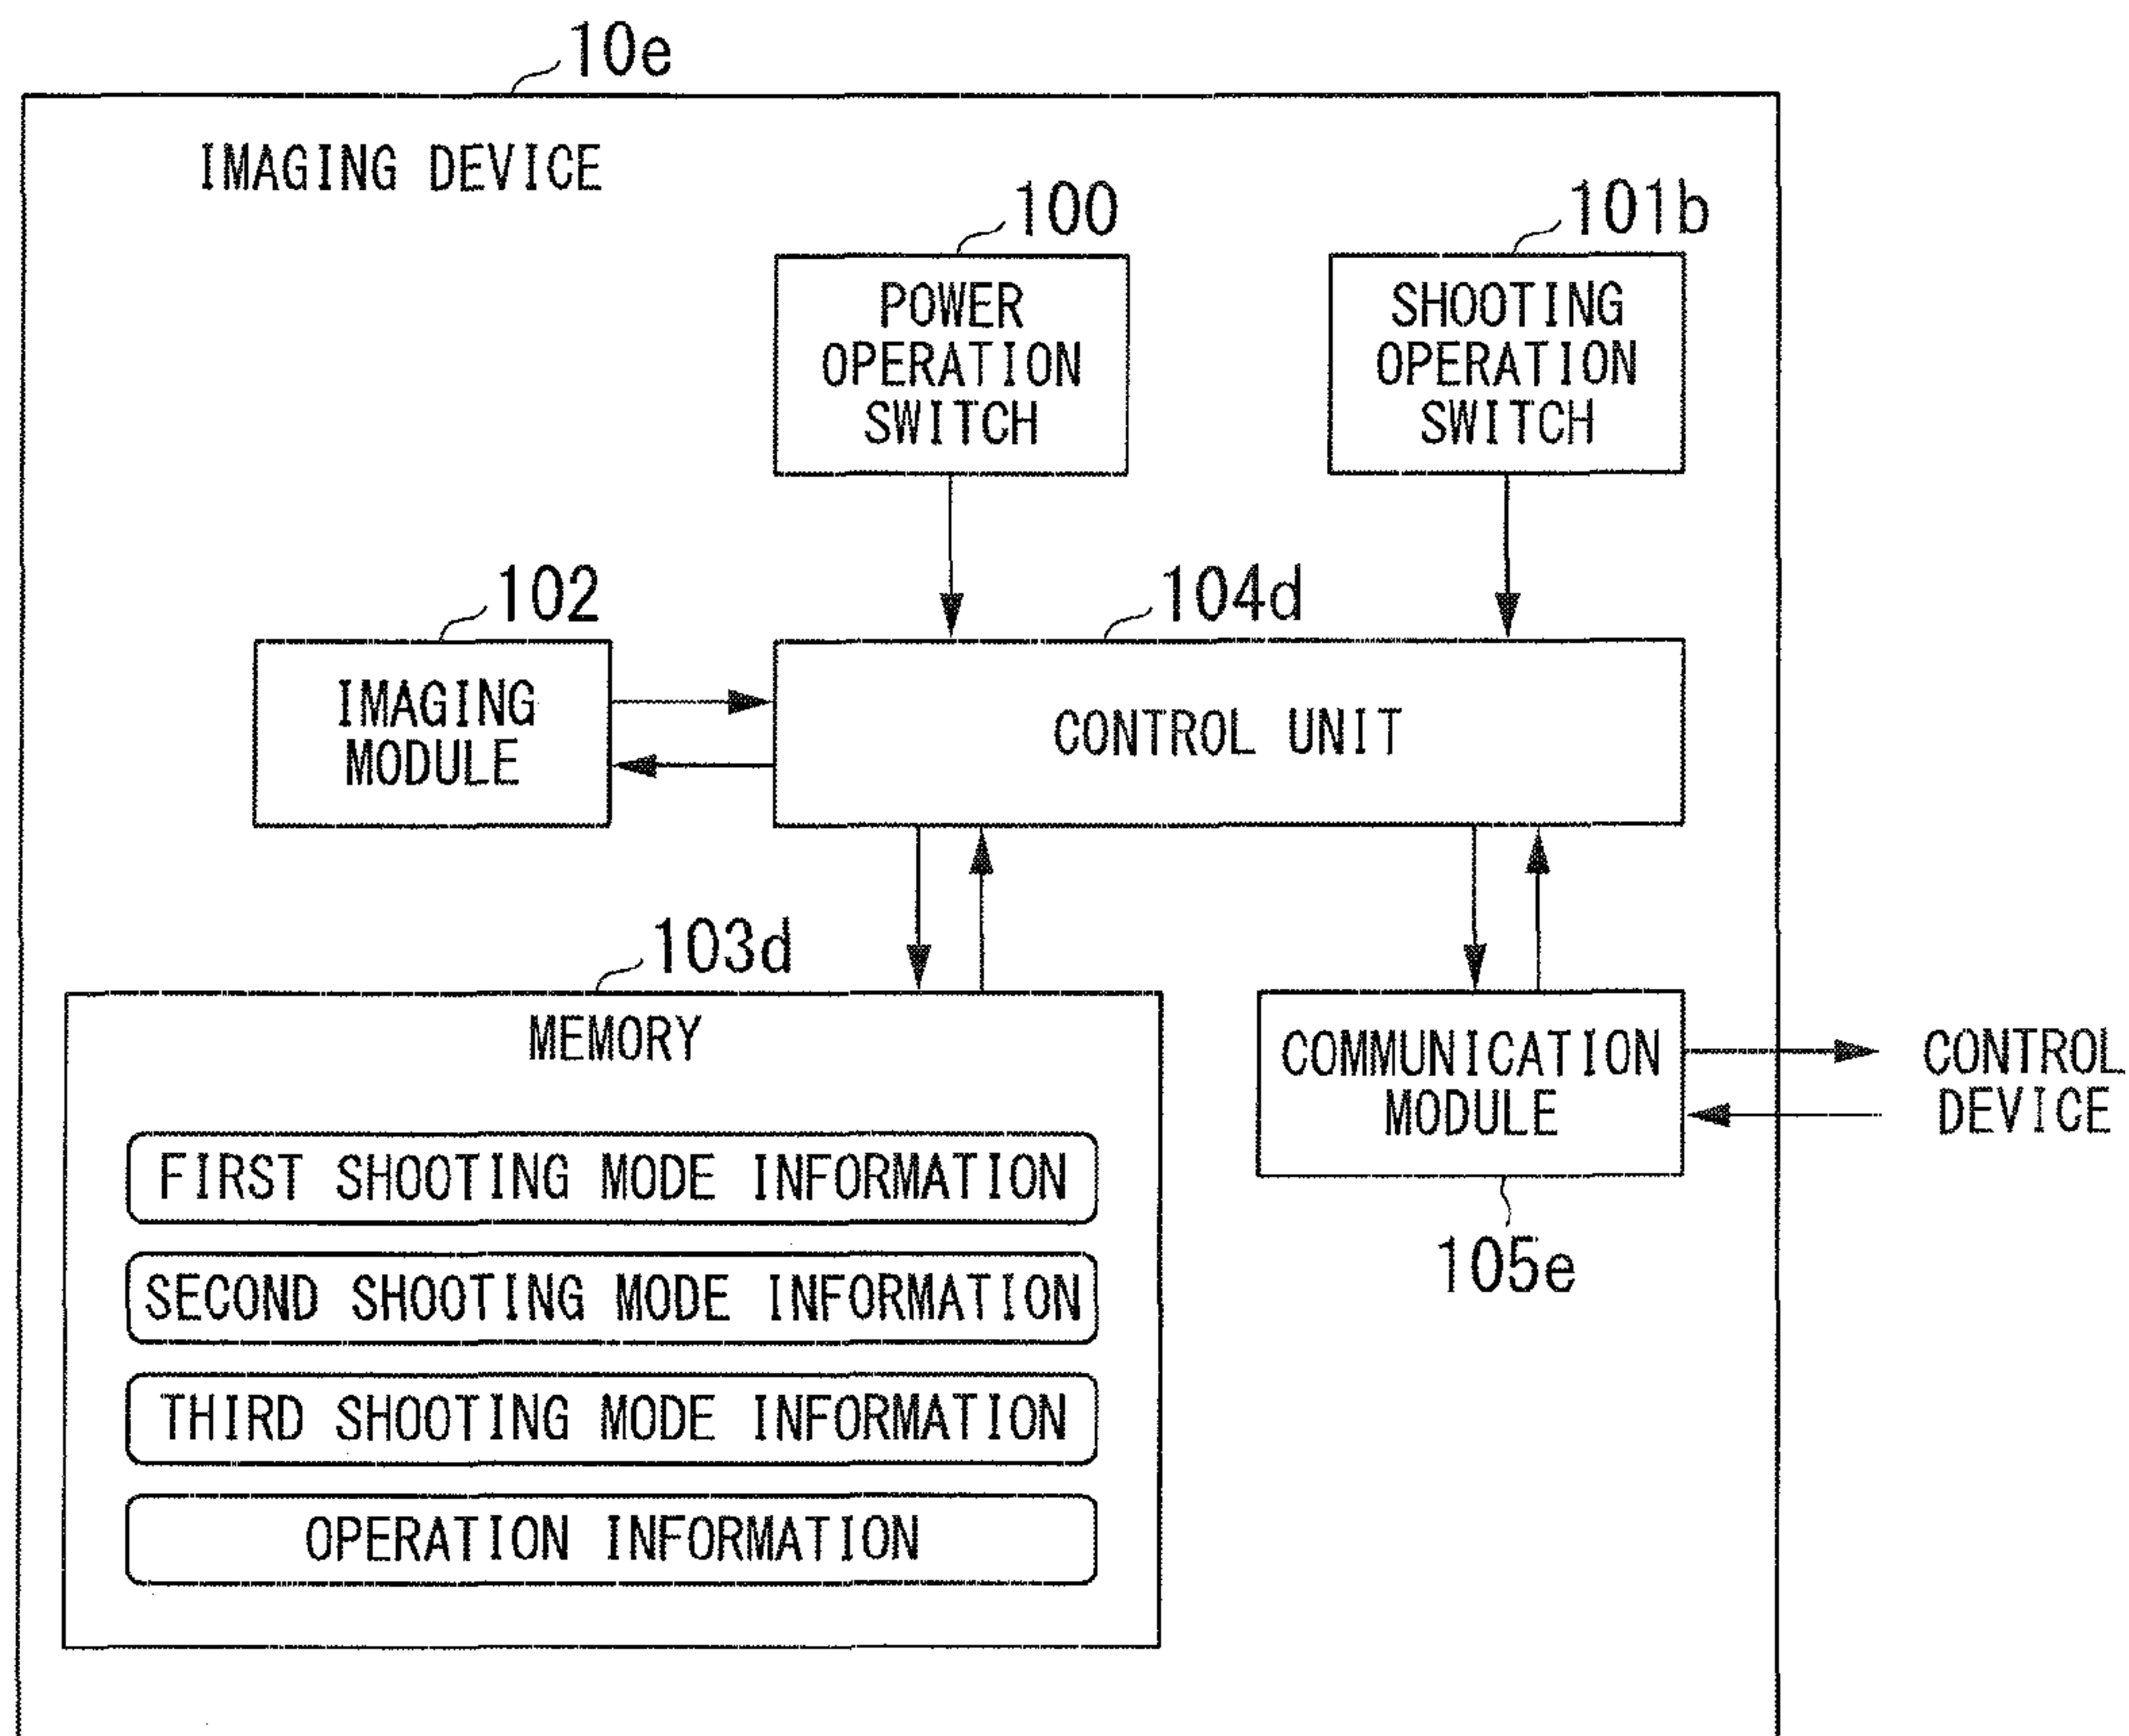 10e
IMAGING DEVICE
100
101b
POWER
OPERATION
SWITCH
SHOOTING
OPERATION
SWITCH
102
104d
IMAGING
MODULE
CONTROL UNIT
103d
MEMORY
FIRST SHOOTING MODE INFORMATION
SECOND SHOOTING MODE INFORMATION
THIRD SHOOTING MODE INFORMATION
OPERATION INFORMATION
COMMUNICATION
MODULE
105e
CONTROL
DEVICE